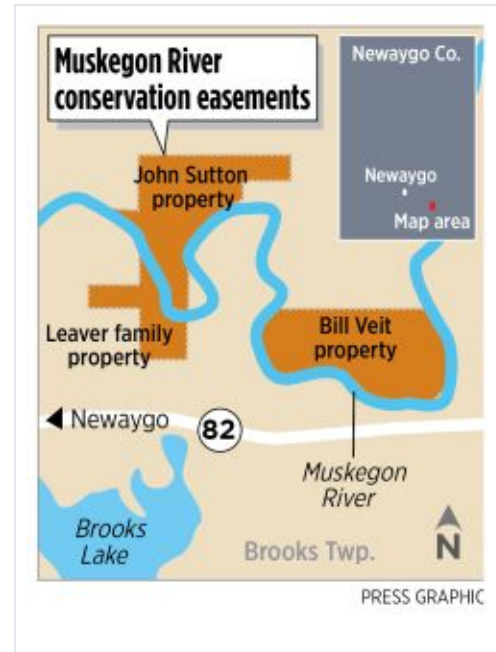 Muskegon River
conservation easements
Newaygo Co.
Newaygo
Map area
John Sutton
property
Leaver family
property
Bill Veit
property
Newaygo
82
Muskegon
River
Brooks
Lake
Brooks Twp.
N
PRESS GRAPHIC